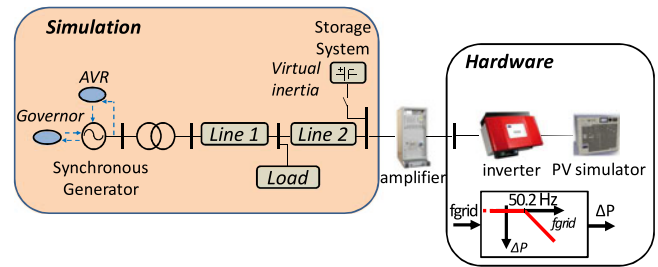 Simulation
Storage
System
Hardware
AVR
Virtual
inertia
Governor
Line 1
Line 2
Synchronous
Generator
Load
amplifier
inverter
PV simulator
fgrid
50.2 Hz
fgrid
ΔP
ΔP